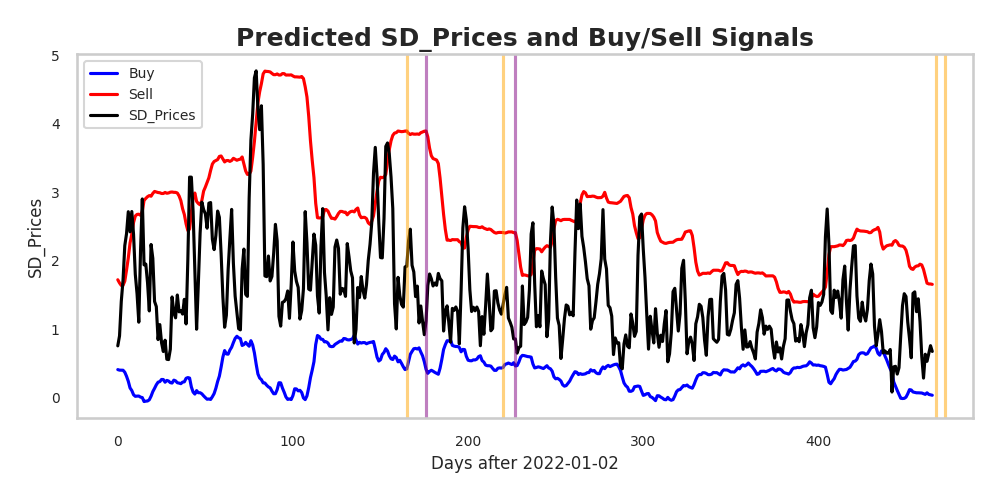 Predicted SD_Prices and Buy/Sell Signals
Buy
Sell
SD_Prices
5
4
3
2
1
0
SD_Prices
0 100 200 300 400
Days after 2022-01-02